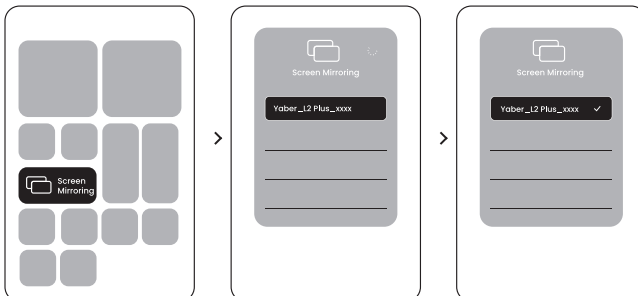 Screen
Mirroring
>
Screen Mirroring
Yaber_L2 Plus_xxxx
>
Screen Mirroring
Yaber_L2 Plus_xxxx ✓